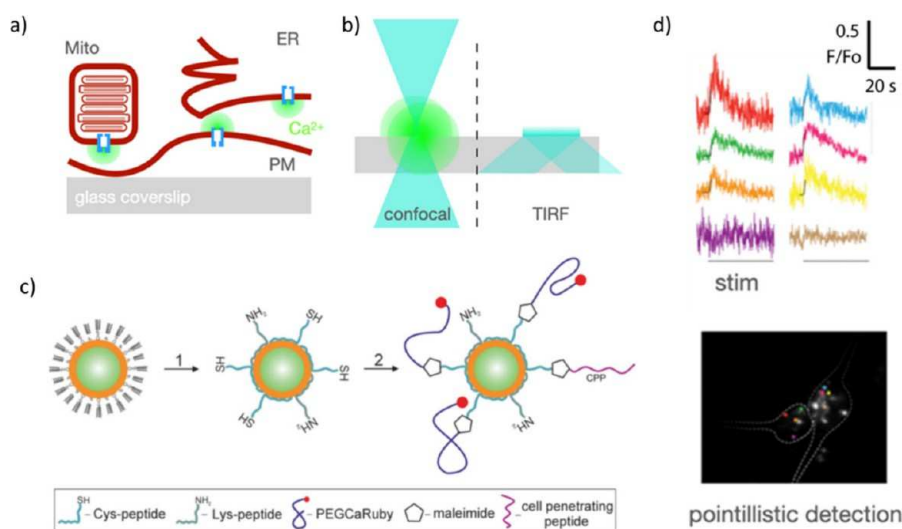 a)
Mito
ER
Ca²⁺
PM
glass coverslip
b)
confocal
TIRF
d)
0.5
F/Fo
20 s
stim
pointillistic detection
c)
1
2
NH₂
SH
SH
SH
HS
NH₂
NH₂
NH₂
CPP
SH
Cys-peptide
NH₂
Lys-peptide
PEGCaRuby
maleimide
cell penetrating
peptide